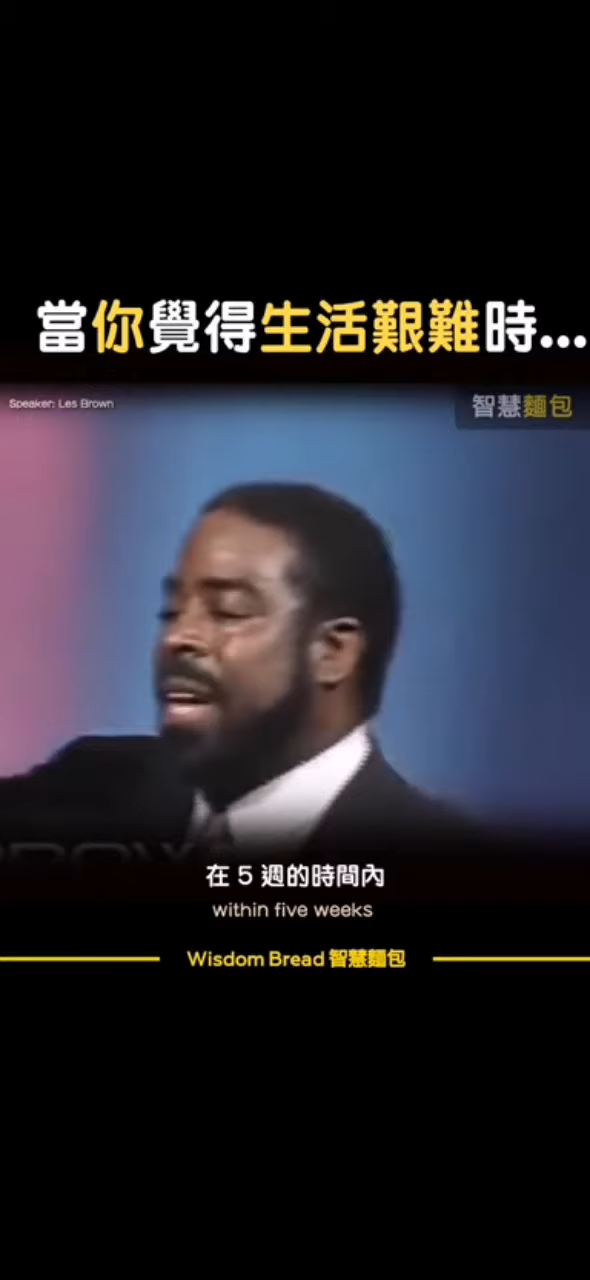 當你覺得生活艱難時...
Speaker: Les Brown
智慧麵包
在 5 週的時間內
within five weeks
Wisdom Bread 智慧麵包